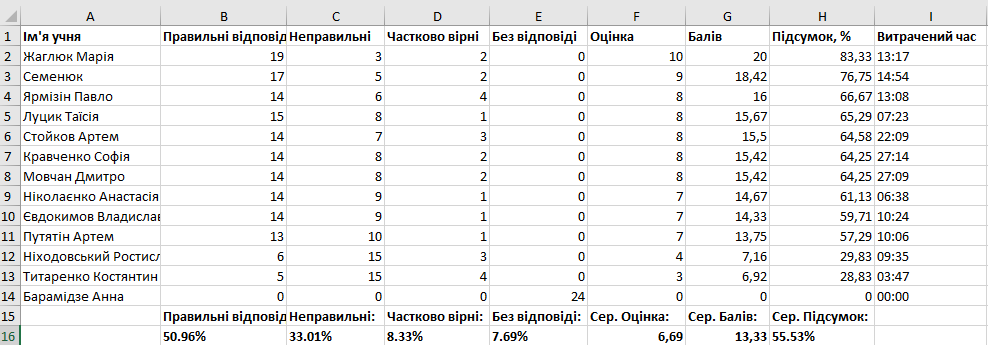 A B C D E F G H I
1 Ім'я учня Правильні відповід Неправильні Частково вірні Без відповіді Оцінка Балів Підсумок, % Витрачений час
2 Жаглюк Марія 19 3 2 0 10 20 83,33 13:17
3 Семенюк 17 5 2 0 9 18,42 76,75 14:54
4 Ярмізін Павло 14 6 4 0 8 16 66,67 13:08
5 Луцик Таїсія 15 8 1 0 8 15,67 65,29 07:23
6 Стойков Артем 14 7 3 0 8 15,5 64,58 22:09
7 Кравченко Софія 14 8 2 0 8 15,42 64,25 27:14
8 Мовчан Дмитро 14 8 2 0 8 15,42 64,25 27:09
9 Ніколаєнко Анастасія 14 9 1 0 7 14,67 61,13 06:38
10 Євдокимов Владислав 14 9 1 0 7 14,33 59,71 10:24
11 Путятін Артем 13 10 1 0 7 13,75 57,29 10:06
12 Ніходовський Ростисл 6 15 3 0 4 7,16 29,83 09:35
13 Титаренко Костянтин 5 15 4 0 3 6,92 28,83 03:47
14 Барамідзе Анна 0 0 0 24 0 0 0 00:00
15 Правильні відповід Неправильні: Частково вірні: Без відповіді: Сер. Оцінка: Сер. Балів: Сер. Підсумок:
16 50.96% 33.01% 8.33% 7.69% 6,69 13,33 55.53%